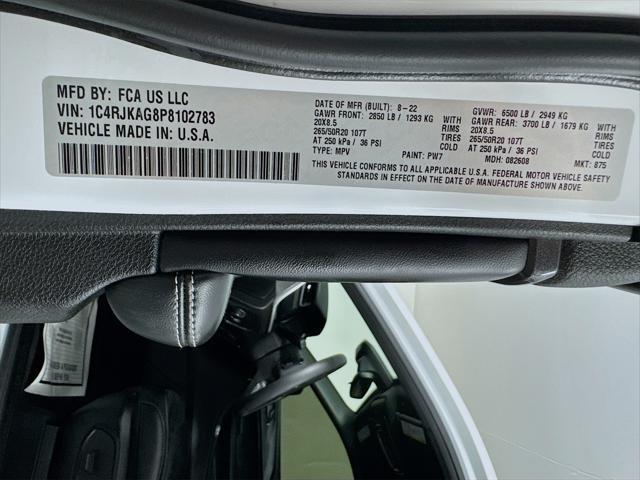 MFD BY: FCA US LLC
VIN: 1C4RJKAG8P8102783
VEHICLE MADE IN: U.S.A.
DATE OF MFR (BUILT): 8-22 GVWR: 6500 LB / 2949 KG
GAWR FRONT: 2850 LB / 1293 KG WITH GAWR REAR: 3700 LB / 1679 KG WITH
20X8.5 RIMS 20X8.5 RIMS
265/50R20 107T TIRES 265/50R20 107T TIRES
AT 250 kPa / 36 PSI COLD AT 250 kPa / 36 PSI COLD
TYPE: MPV PAINT: PW7 MDH: 082608 MKT: 875
THIS VEHICLE CONFORMS TO ALL APPLICABLE U.S.A. FEDERAL MOTOR VEHICLE SAFETY
STANDARDS IN EFFECT ON THE DATE OF MANUFACTURE SHOWN ABOVE.